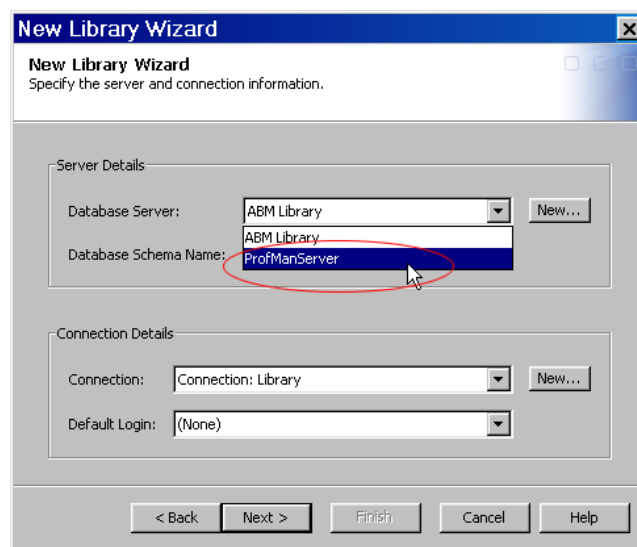 New Library Wizard
New Library Wizard
Specify the server and connection information.
Server Details
Database Server: ABM Library New...
ABM Library
Database Schema Name: ProfManServer
Connection Details
Connection: Connection: Library New...
Default Login: (None)
< Back Next > Finish Cancel Help